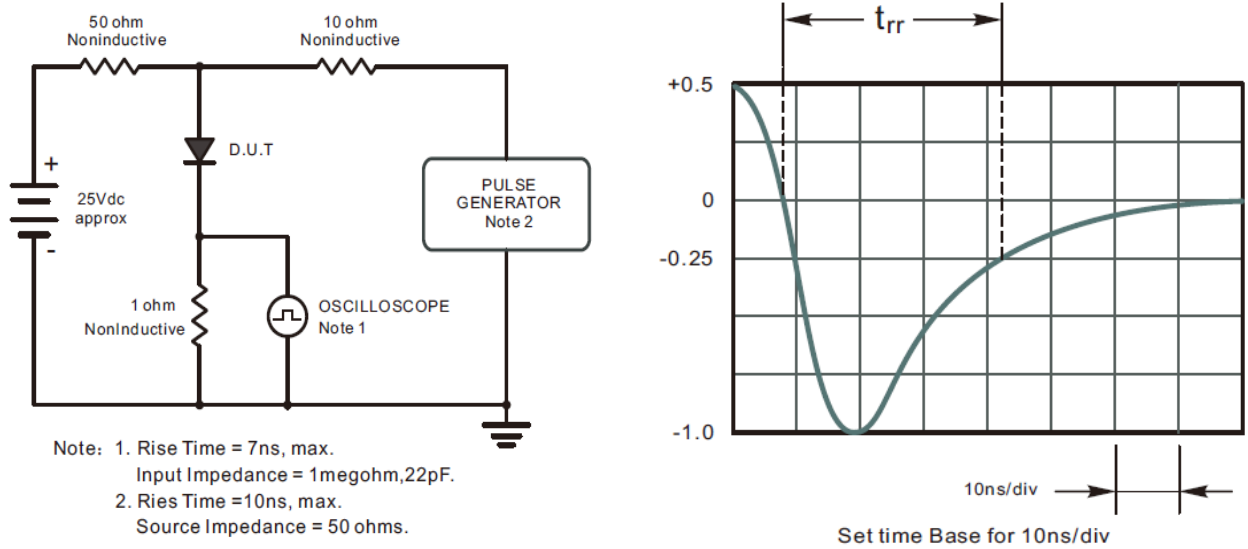 50 ohm
Noninductive
10 ohm
Noninductive
+
25Vdc
approx
-
D.U.T
PULSE
GENERATOR
Note 2
1 ohm
NonInductive
OSCILLOSCOPE
Note 1
Note: 1. Rise Time = 7ns, max.
Input Impedance = 1megohm,22pF.
2. Ries Time =10ns, max.
Source Impedance = 50 ohms.
trr
+0.5
0
-0.25
-1.0
10ns/div
Set time Base for 10ns/div